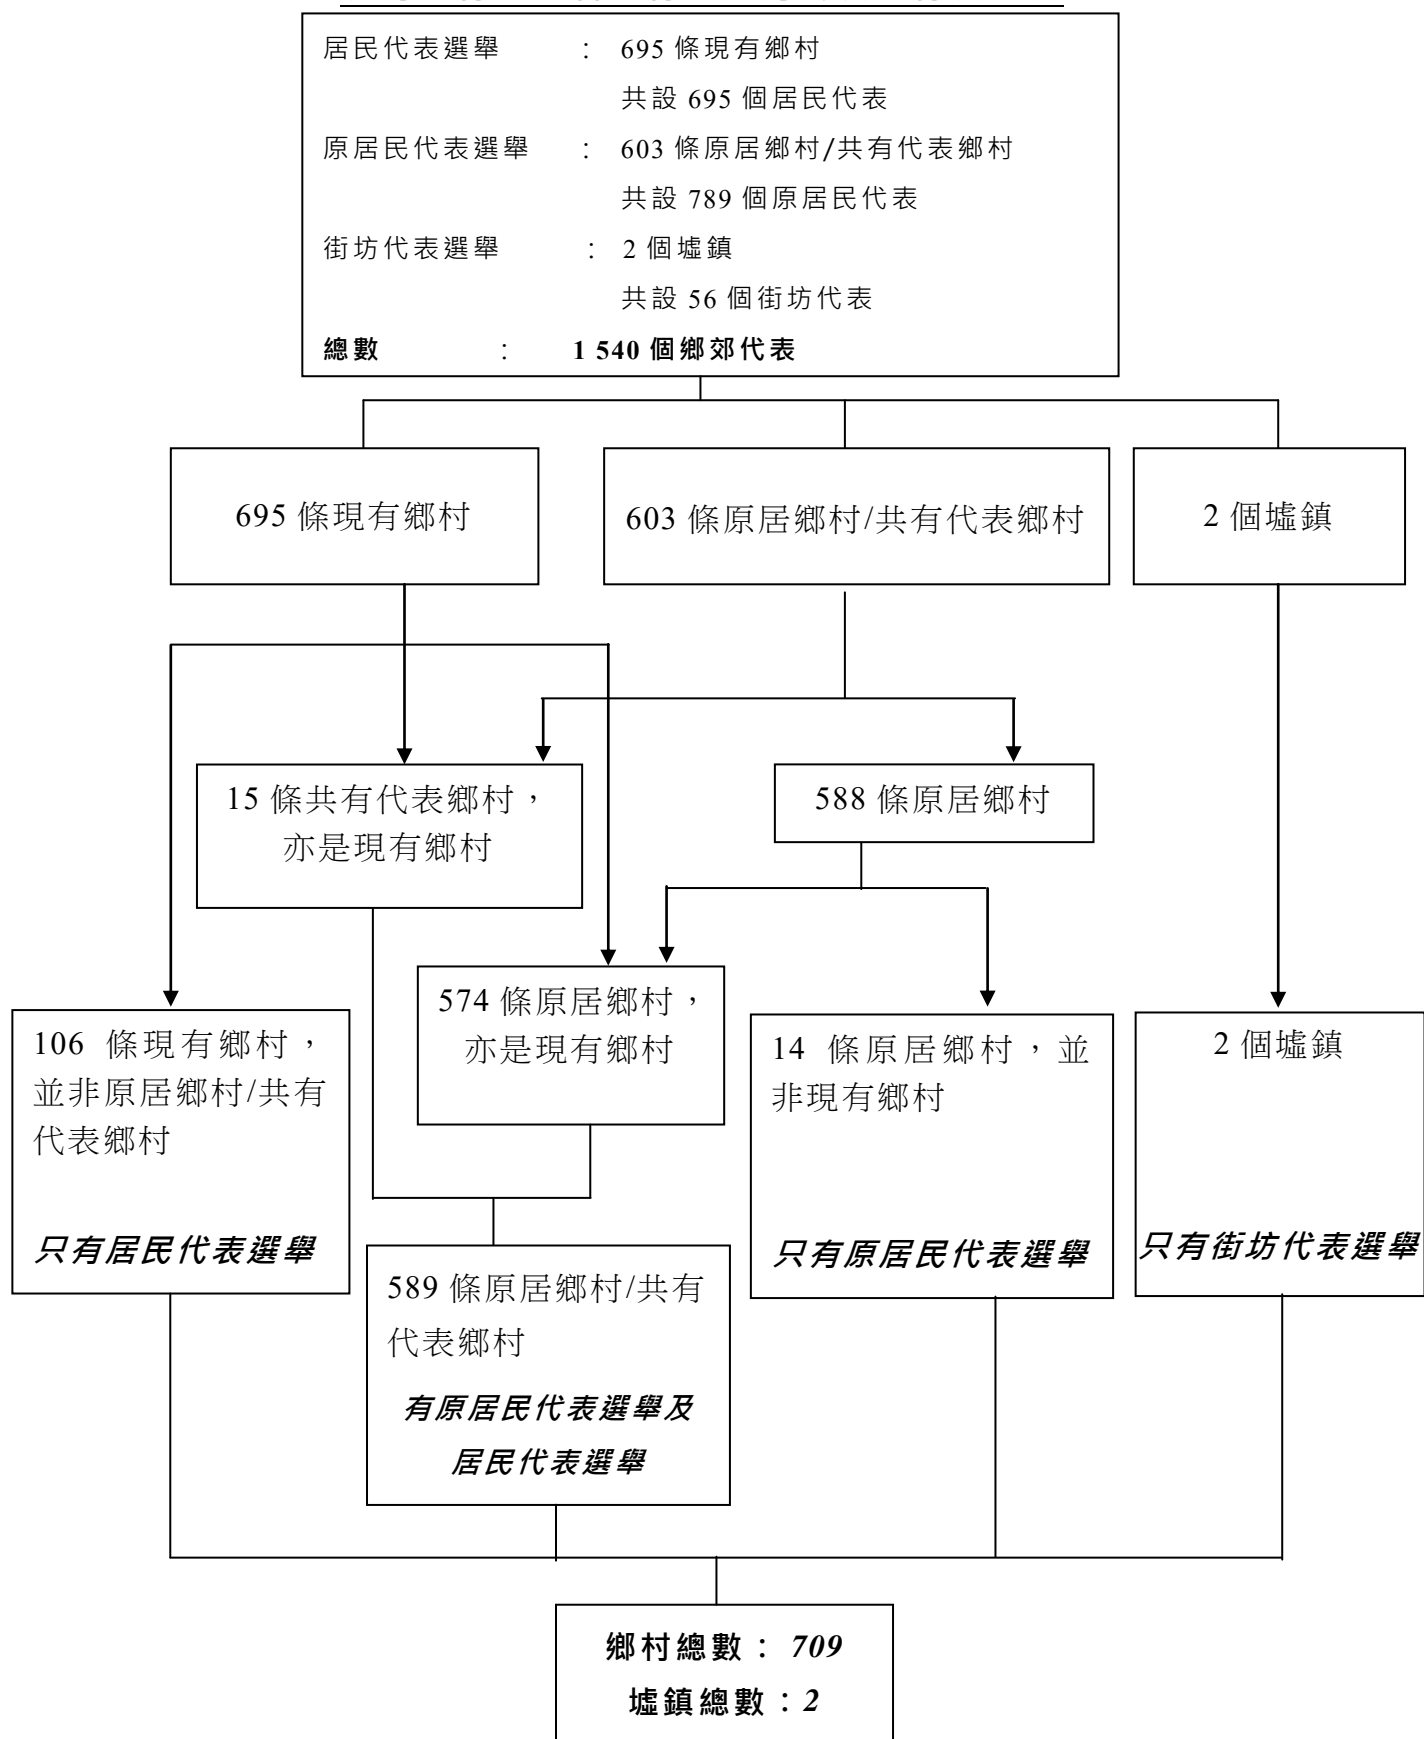 居民代表選舉 : 695 條現有鄉村
共設 695 個居民代表
原居民代表選舉 : 603 條原居鄉村/共有代表鄉村
共設 789 個原居民代表
街坊代表選舉 : 2 個墟鎮
共設 56 個街坊代表
總數 : 1 540 個鄉郊代表
695 條現有鄉村
603 條原居鄉村/共有代表鄉村
2 個墟鎮
15 條共有代表鄉村，
亦是現有鄉村
588 條原居鄉村
574 條原居鄉村，
亦是現有鄉村
106 條現有鄉村，
並非原居鄉村/共有
代表鄉村
只有居民代表選舉
14 條原居鄉村，並
非現有鄉村
只有原居民代表選舉
2 個墟鎮
只有街坊代表選舉
589 條原居鄉村/共有
代表鄉村
有原居民代表選舉及
居民代表選舉
鄉村總數：709
墟鎮總數：2